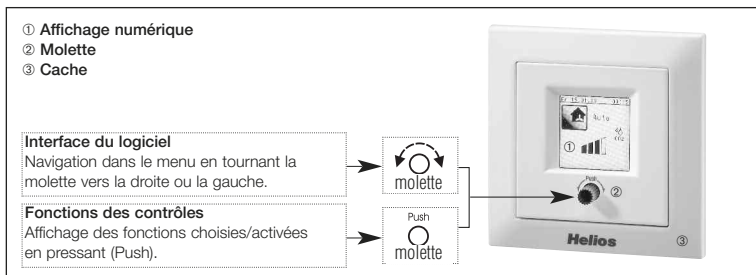 ① Affichage numérique
② Molette
③ Cache
Interface du logiciel
Navigation dans le menu en tournant la
molette vers la droite ou la gauche.
molette
Fonctions des contrôles
Affichage des fonctions choisies/activées
en pressant (Push).
Push
molette
Auto
①
Push
②
Helios
③